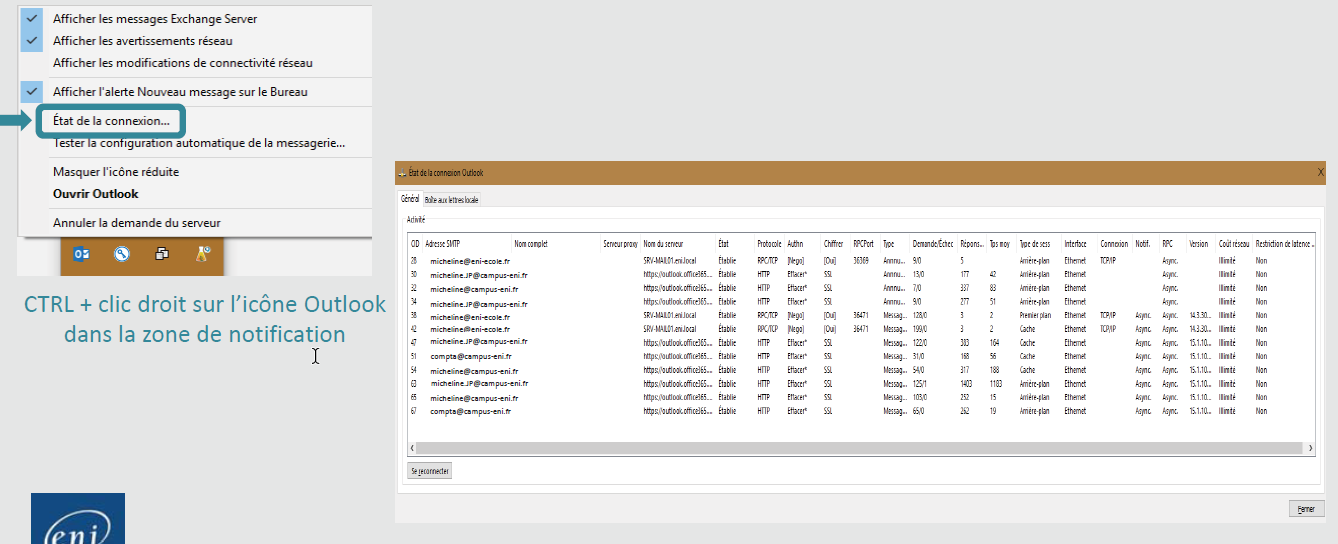 Afficher les messages Exchange Server
Afficher les avertissements réseau
Afficher les modifications de connectivité réseau
Afficher l'alerte Nouveau message sur le Bureau
État de la connexion...
Tester la configuration automatique de la messagerie...
Masquer l'icône réduite
Ouvrir Outlook
Annuler la demande du serveur
CTRL + clic droit sur l'icône Outlook
dans la zone de notification
État de la connexion Outlook X
Général Boîte aux lettres locale
Activité
CID Adresse SMTP Nom complet Serveur proxy Nom du serveur État Protocole Authn Chiffrer RPCPort Type Demande/Échec Répons... Tps moy Type de sess Interface Connexion Notif. RPC Version Coût réseau Restriction de latence ...
28 micheline@eni-ecole.fr SRV-MAIL01.eni.local Établie RPC/TCP [Nego] [Oui] 36369 Annnu... 9/0 5 Arrière-plan Ethernet TCP/IP Async. Illimité Non
30 micheline.JP@campus-eni.fr https://outlook.office365... Établie HTTP Effacer* SSL Annnu... 13/0 177 42 Arrière-plan Ethernet Async. Illimité Non
32 micheline@campus-eni.fr https://outlook.office365... Établie HTTP Effacer* SSL Annnu... 7/0 337 83 Arrière-plan Ethernet Async. Illimité Non
34 micheline.JP@campus-eni.fr https://outlook.office365... Établie HTTP Effacer* SSL Annnu... 9/0 277 51 Arrière-plan Ethernet Async. Illimité Non
38 micheline@eni-ecole.fr SRV-MAIL01.eni.local Établie RPC/TCP [Nego] [Oui] 36471 Messag... 128/0 3 2 Premier plan Ethernet TCP/IP Async. Async. 14.3.30... Illimité Non
42 micheline@eni-ecole.fr SRV-MAIL01.eni.local Établie RPC/TCP [Nego] [Oui] 36471 Messag... 199/0 3 2 Cache Ethernet TCP/IP Async. Async. 14.3.30... Illimité Non
47 micheline.JP@campus-eni.fr https://outlook.office365... Établie HTTP Effacer* SSL Messag... 122/0 383 164 Cache Ethernet Async. Async. 15.1.10... Illimité Non
51 compta@campus-eni.fr https://outlook.office365... Établie HTTP Effacer* SSL Messag... 31/0 168 56 Cache Ethernet Async. Async. 15.1.10... Illimité Non
54 micheline@campus-eni.fr https://outlook.office365... Établie HTTP Effacer* SSL Messag... 54/0 317 188 Cache Ethernet Async. Async. 15.1.10... Illimité Non
63 micheline.JP@campus-eni.fr https://outlook.office365... Établie HTTP Effacer* SSL Messag... 125/1 1403 1183 Arrière-plan Ethernet Async. Async. 15.1.10... Illimité Non
65 micheline@campus-eni.fr https://outlook.office365... Établie HTTP Effacer* SSL Messag... 103/0 252 15 Arrière-plan Ethernet Async. Async. 15.1.10... Illimité Non
67 compta@campus-eni.fr https://outlook.office365... Établie HTTP Effacer* SSL Messag... 65/0 262 19 Arrière-plan Ethernet Async. Async. 15.1.10... Illimité Non
Se reconnecter
Fermer
eni